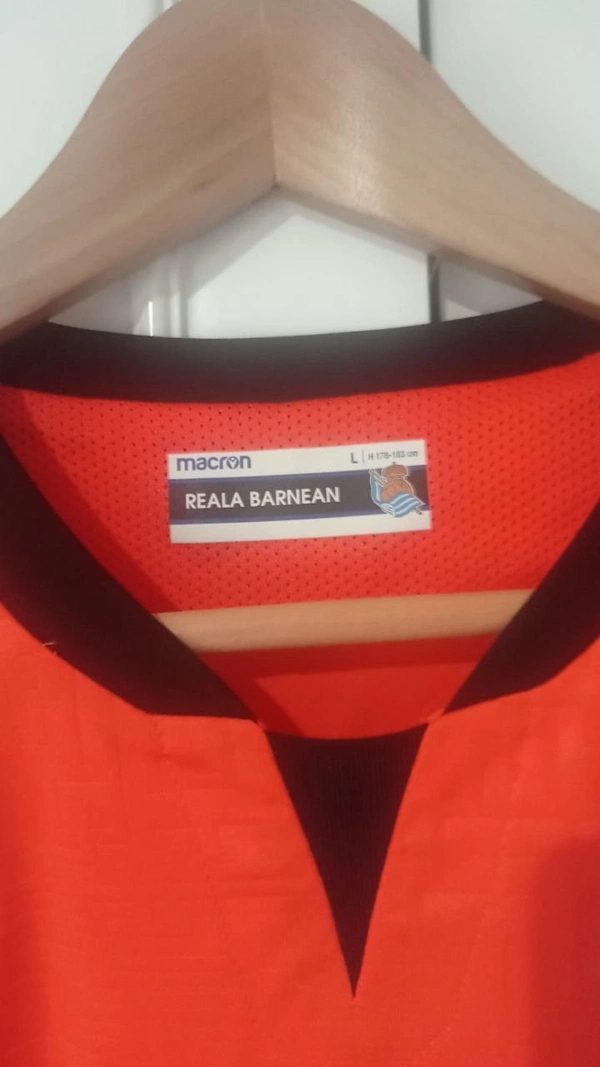 macron
L | H 178-183 cm
REALA BARNEAN